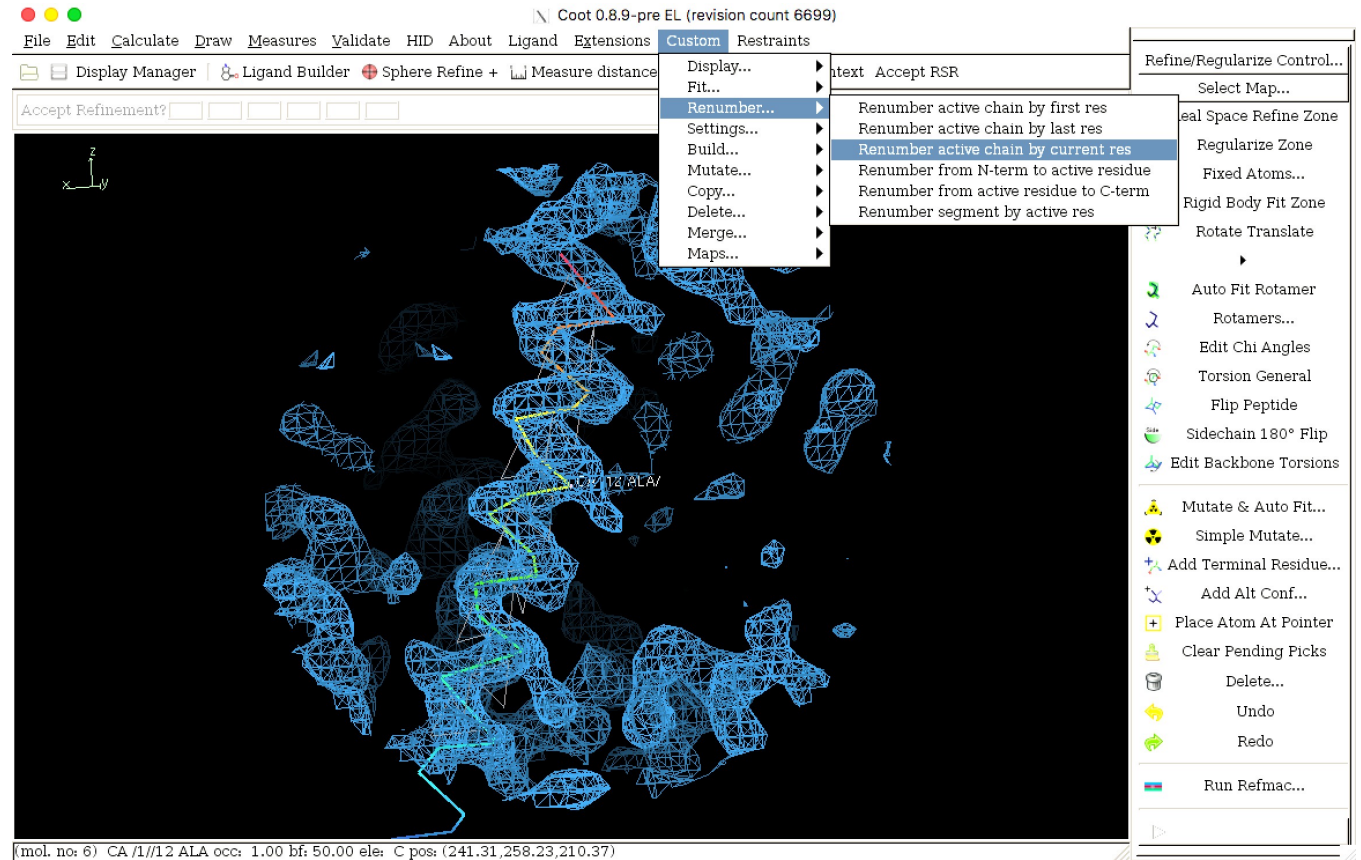 Coot 0.8.9-pre EL (revision count 6699)
File Edit Calculate Draw Measures Validate HID About Ligand Extensions Custom Restraints
Display Manager Ligand Builder Sphere Refine + Measure distance Accept RSR
Accept Refinement?
Display...
Fit...
Renumber...
Settings...
Build...
Mutate...
Copy...
Delete...
Merge...
Maps...
Renumber active chain by first res
Renumber active chain by last res
Renumber active chain by current res
Renumber from N-term to active residue
Renumber from active residue to C-term
Renumber segment by active res
z
x y
CA//12 ALA/
Refine/Regularize Control...
Select Map...
Space Refine Zone
Regularize Zone
Fixed Atoms...
Rigid Body Fit Zone
Rotate Translate
Auto Fit Rotamer
Rotamers...
Edit Chi Angles
Torsion General
Flip Peptide
Side
Sidechain 180° Flip
Edit Backbone Torsions
Mutate & Auto Fit...
Simple Mutate...
Add Terminal Residue...
Add Alt Conf...
Place Atom At Pointer
Clear Pending Picks
Delete...
Undo
Redo
Run Refmac...
(mol. no: 6) CA /1//12 ALA occ: 1.00 bf: 50.00 ele: C pos: (241.31,258.23,210.37)